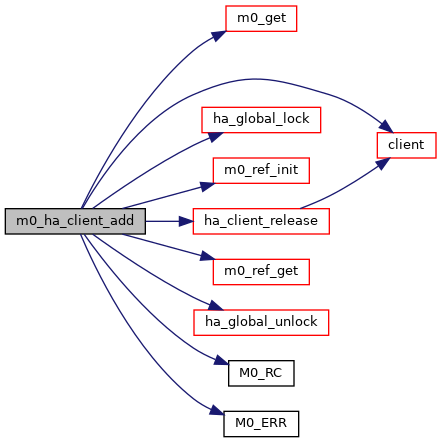 m0_get
ha_global_lock
client
m0_ref_init
m0_ha_client_add
ha_client_release
m0_ref_get
ha_global_unlock
M0_RC
M0_ERR